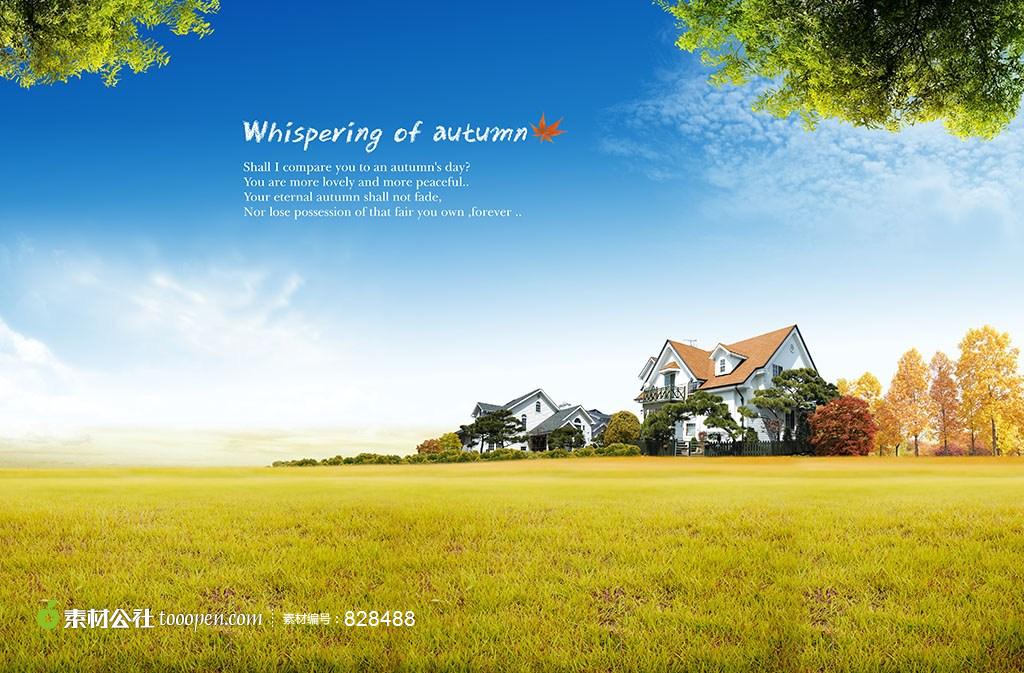 Whispering of autumn
Shall I compare you to an autumn's day?
You are more lovely and more peaceful..
Your eternal autumn shall not fade,
Nor lose possession of that fair you own ,forever ..
素材公社 tooopen.com 素材编号：828488